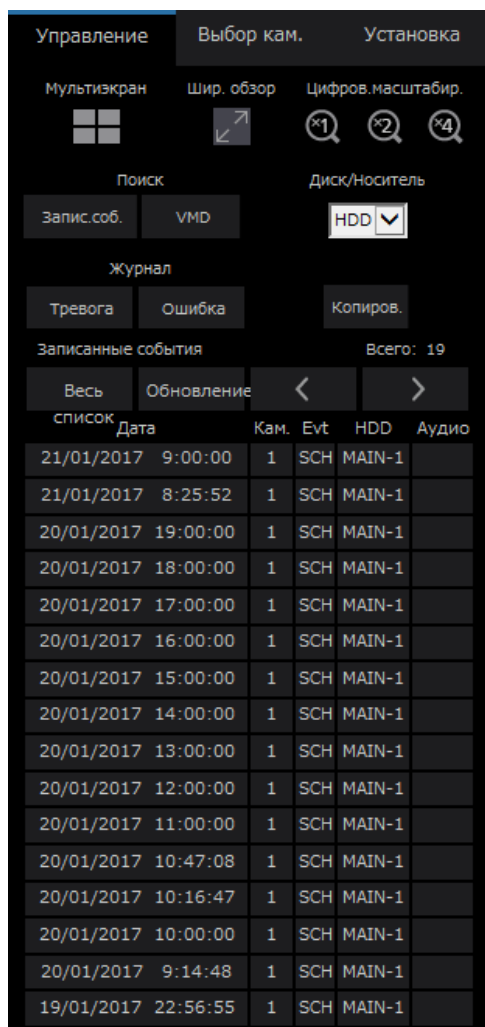 Управление Выбор кам. Установка
Мультиэкран Шир. обзор Цифров.масштабир.
x1 x2 x4
Поиск Диск/Носитель
Запис.соб. VMD HDD
Журнал
Тревога Ошибка Копиров.
Записанные события Всего: 19
Весь список Обновление < >
Дата Кам. Evt HDD Аудио
21/01/2017 9:00:00 1 SCH MAIN-1
21/01/2017 8:25:52 1 SCH MAIN-1
20/01/2017 19:00:00 1 SCH MAIN-1
20/01/2017 18:00:00 1 SCH MAIN-1
20/01/2017 17:00:00 1 SCH MAIN-1
20/01/2017 16:00:00 1 SCH MAIN-1
20/01/2017 15:00:00 1 SCH MAIN-1
20/01/2017 14:00:00 1 SCH MAIN-1
20/01/2017 13:00:00 1 SCH MAIN-1
20/01/2017 12:00:00 1 SCH MAIN-1
20/01/2017 11:00:00 1 SCH MAIN-1
20/01/2017 10:47:08 1 SCH MAIN-1
20/01/2017 10:16:47 1 SCH MAIN-1
20/01/2017 10:00:00 1 SCH MAIN-1
20/01/2017 9:14:48 1 SCH MAIN-1
19/01/2017 22:56:55 1 SCH MAIN-1